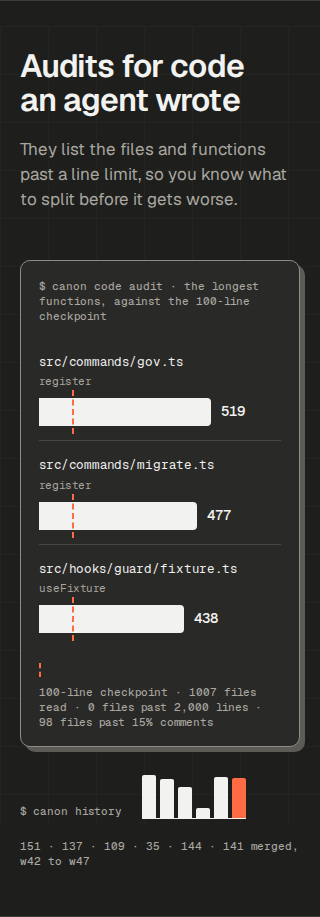 Audits for code
an agent wrote
They list the files and functions
past a line limit, so you know what
to split before it gets worse.
$ canon code audit · the longest
functions, against the 100-line
checkpoint
src/commands/gov.ts
register
519
src/commands/migrate.ts
register
477
src/hooks/guard/fixture.ts
useFixture
438
100-line checkpoint · 1007 files
read · 0 files past 2,000 lines ·
98 files past 15% comments
$ canon history
151 · 137 · 109 · 35 · 144 · 141 merged,
w42 to w47